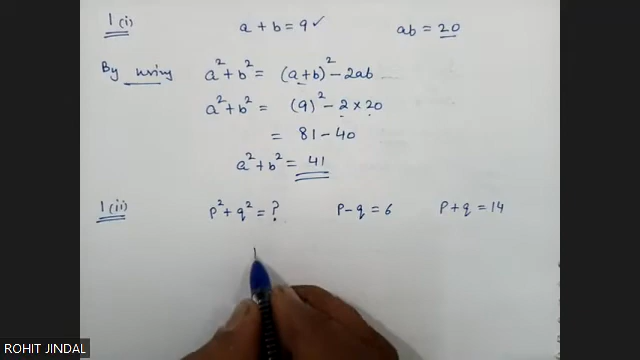 1(i) a + b = 9 ✓ ab = 20
By using a² + b² = (a + b)² - 2ab
a² + b² = (9)² - 2 × 20
= 81 - 40
a² + b² = 41
1(ii) p² + q² = ? p - q = 6 p + q = 14
ROHIT JINDAL